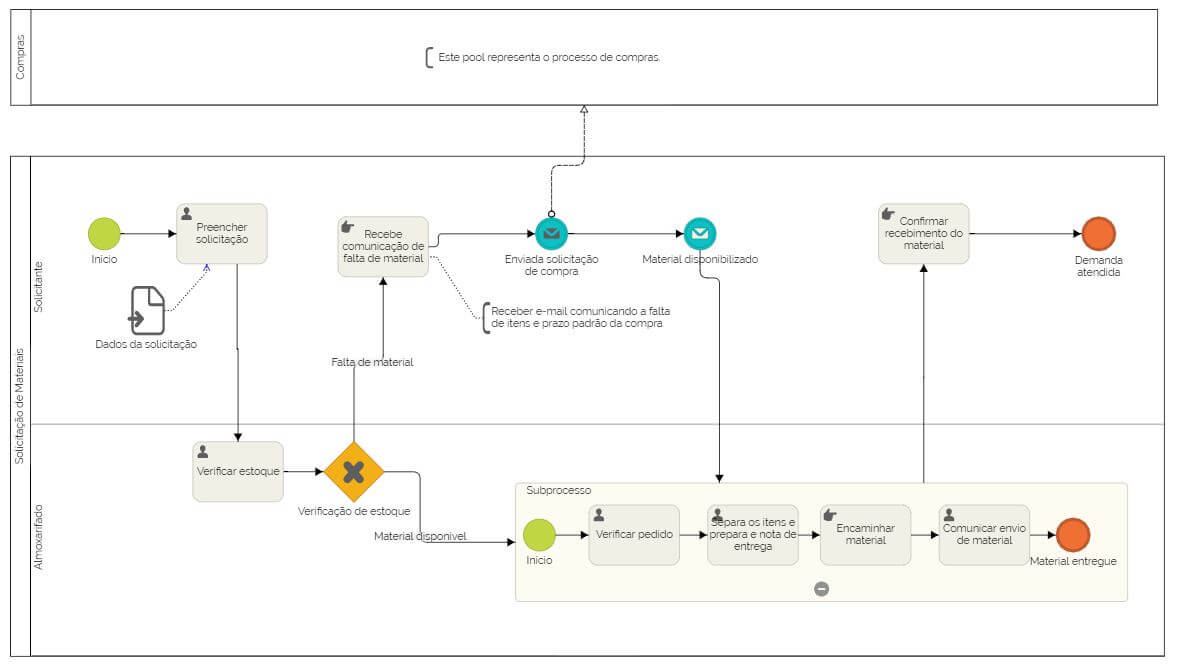 Compras
Este pool representa o processo de compras.
Solicitação de Materiais
Solicitante
Início
Preencher
solicitação
Dados da solicitação
Recebe
comunicação de
falta de material
Enviada solicitação
de compra
Material disponibilizado
Receber e-mail comunicando a falta
de itens e prazo padrão da compra
Confirmar
recebimento do
material
Demanda
atendida
Falta de material
Almoxarifado
Verificar estoque
Verificação de estoque
Material disponível
Subprocesso
Início
Verificar pedido
Separa os itens e
prepara e nota de
entrega
Encaminhar
material
Comunicar envio
de material
Material entregue